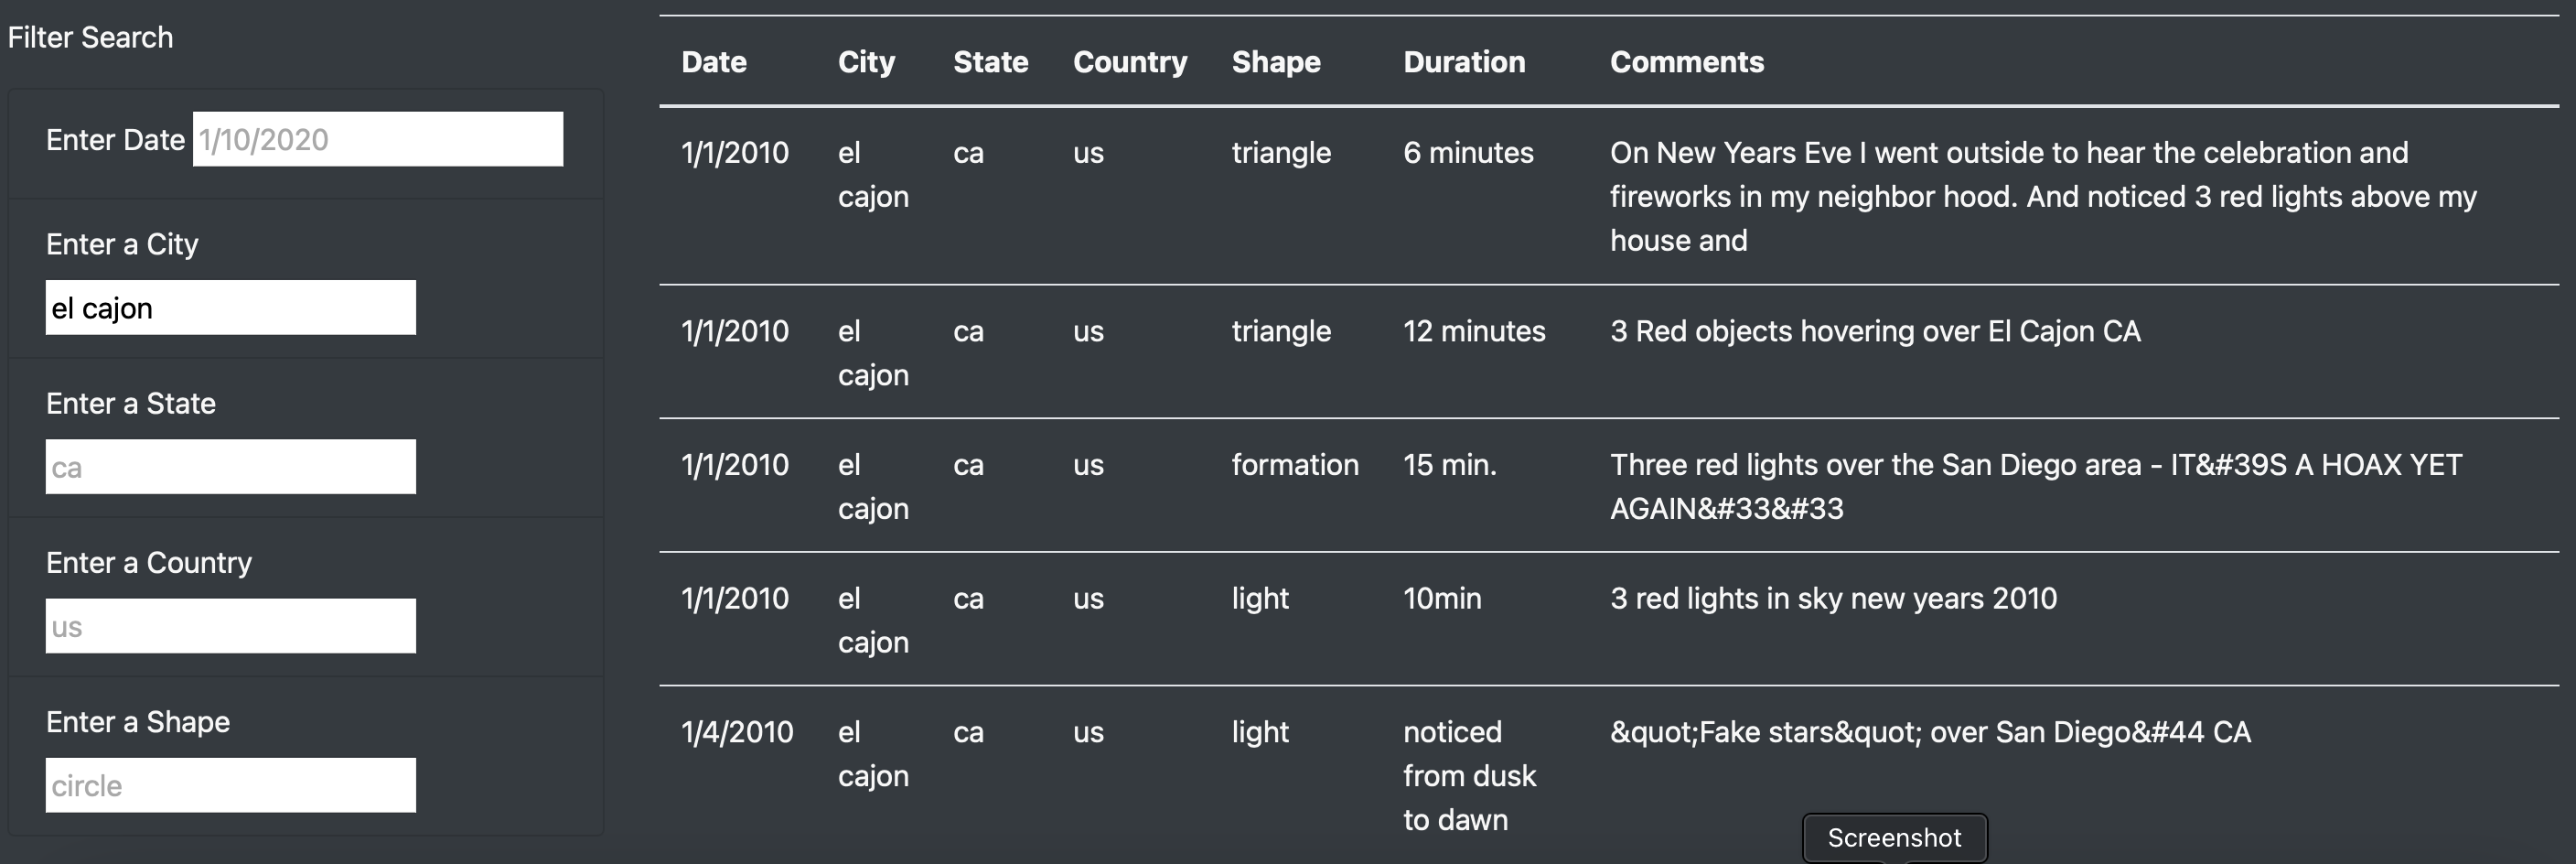 Filter Search
Enter Date 1/10/2020
Enter a City
el cajon
Enter a State
ca
Enter a Country
us
Enter a Shape
circle
Date City State Country Shape Duration Comments
1/1/2010 el ca us triangle 6 minutes On New Years Eve I went outside to hear the celebration and
cajon fireworks in my neighbor hood. And noticed 3 red lights above my
house and
1/1/2010 el ca us triangle 12 minutes 3 Red objects hovering over El Cajon CA
cajon
1/1/2010 el ca us formation 15 min. Three red lights over the San Diego area - IT&#39S A HOAX YET
cajon AGAIN&#33&#33
1/1/2010 el ca us light 10min 3 red lights in sky new years 2010
cajon
1/4/2010 el ca us light noticed &quot;Fake stars&quot; over San Diego&#44 CA
cajon from dusk
to dawn
Screenshot